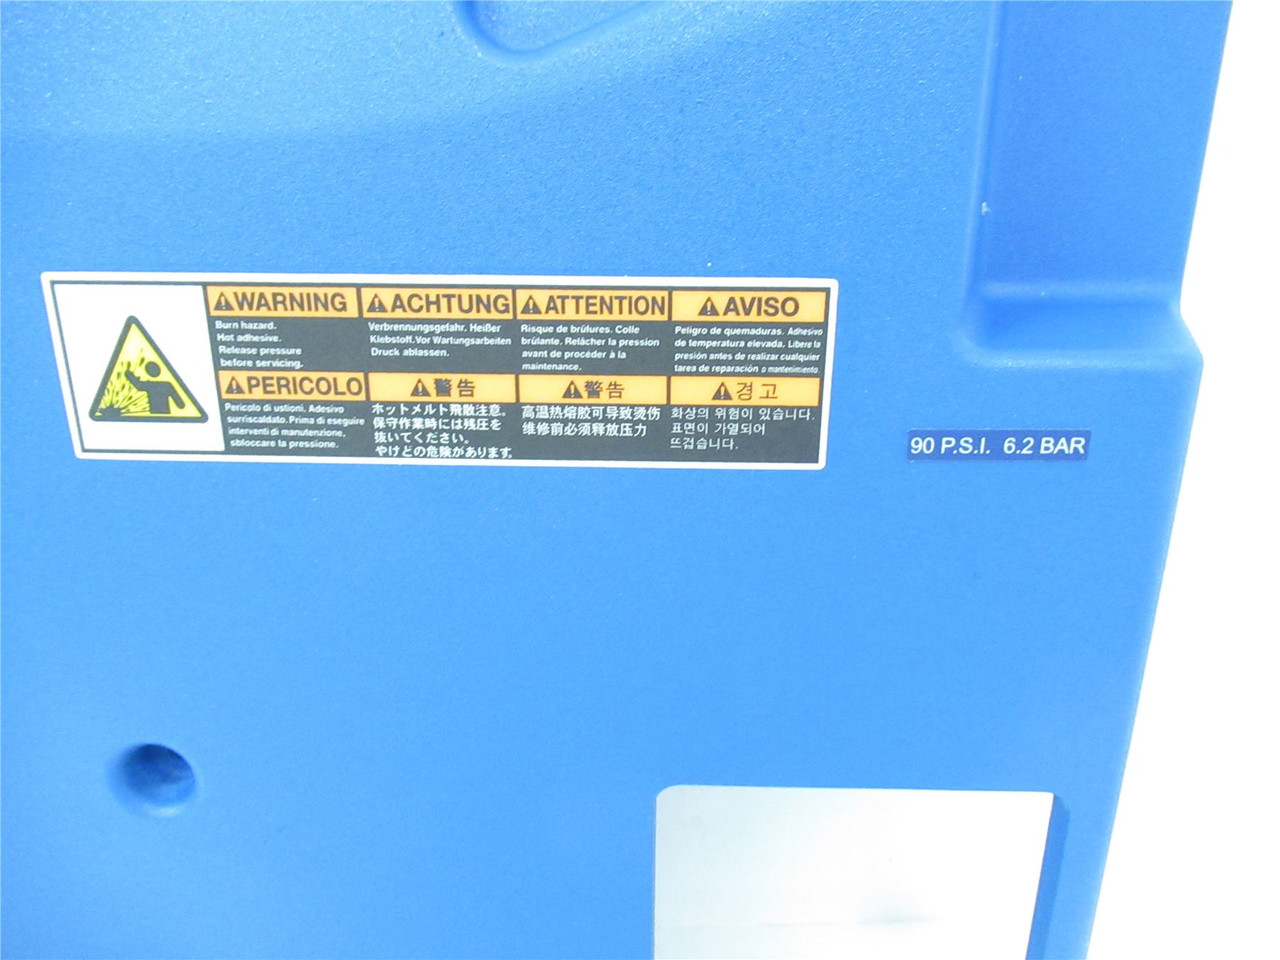 WARNING
Burn hazard.
Hot adhesive.
Release pressure
before servicing.
ACHTUNG
Verbrennungsgefahr. Heißer
Klebstoff. Vor Wartungsarbeiten
Druck ablassen.
ATTENTION
Risque de brûlures. Colle
brûlante. Relâcher la pression
avant de procéder à la
maintenance.
AVISO
Peligro de quemaduras. Adhesivo
de temperatura elevada. Libere la
presión antes de realizar cualquier
tarea de reparación o mantenimiento.
PERICOLO
Pericolo di ustioni. Adesivo
surriscaldato. Prima di eseguire
interventi di manutenzione,
sbloccare la pressione.
警告
ホットメルト飛散注意。
保守作業時には残圧を
抜いてください。
やけどの危険があります。
警告
高温热熔胶可导致烫伤
维修前必须释放压力
경고
화상의 위험이 있습니다.
표면이 가열되어
뜨겁습니다.
90 P.S.I. 6.2 BAR